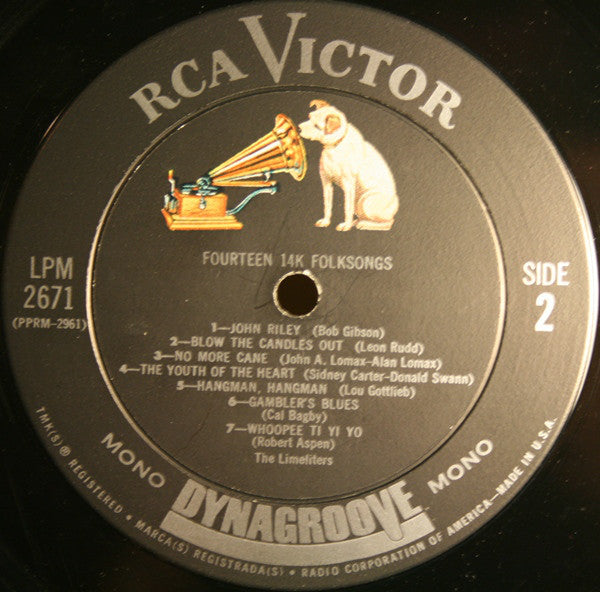 RCA VICTOR
FOURTEEN 14K FOLKSONGS
LPM
2671
(PPRM-2961)
SIDE
2
1—JOHN RILEY (Bob Gibson)
2—BLOW THE CANDLES OUT (Leon Rudd)
3—NO MORE CANE (John A. Lomax-Alan Lomax)
4—THE YOUTH OF THE HEART (Sidney Carter-Donald Swann)
5—HANGMAN, HANGMAN (Lou Gottlieb)
6—GAMBLER'S BLUES
(Cal Bagby)
7—WHOOPEE TI YI YO
(Robert Aspen)
The Limeliters
MONO
DYNAGROOVE
MONO
TMK(S) ® REGISTERED • MARCA(S) REGISTRADA(S) • RADIO CORPORATION OF AMERICA—MADE IN U.S.A.